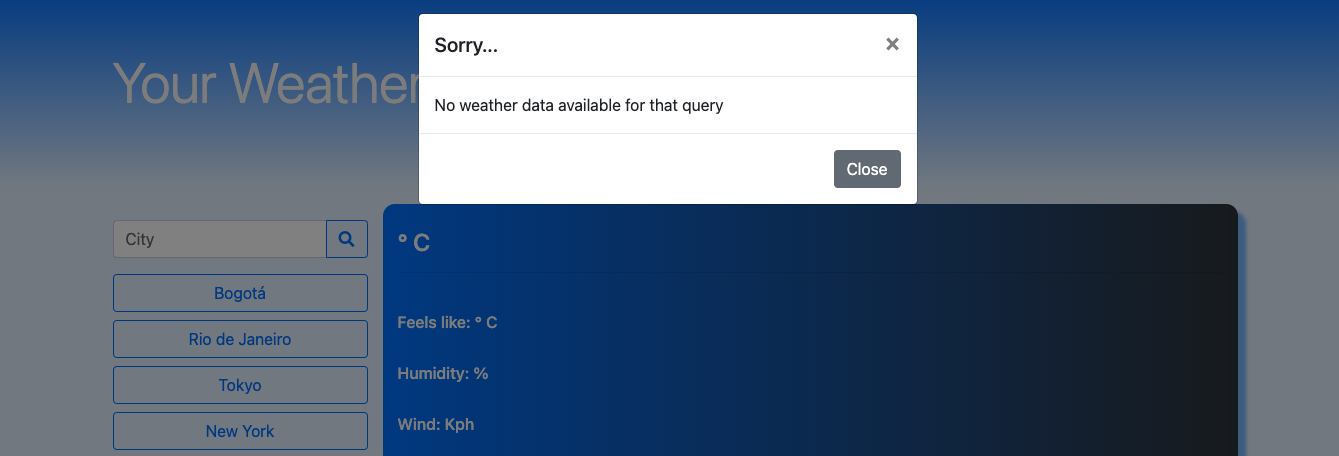 Sorry...
×
No weather data available for that query
Close
Your Weather
City
Bogotá
Rio de Janeiro
Tokyo
New York
° C
Feels like: ° C
Humidity: %
Wind: Kph